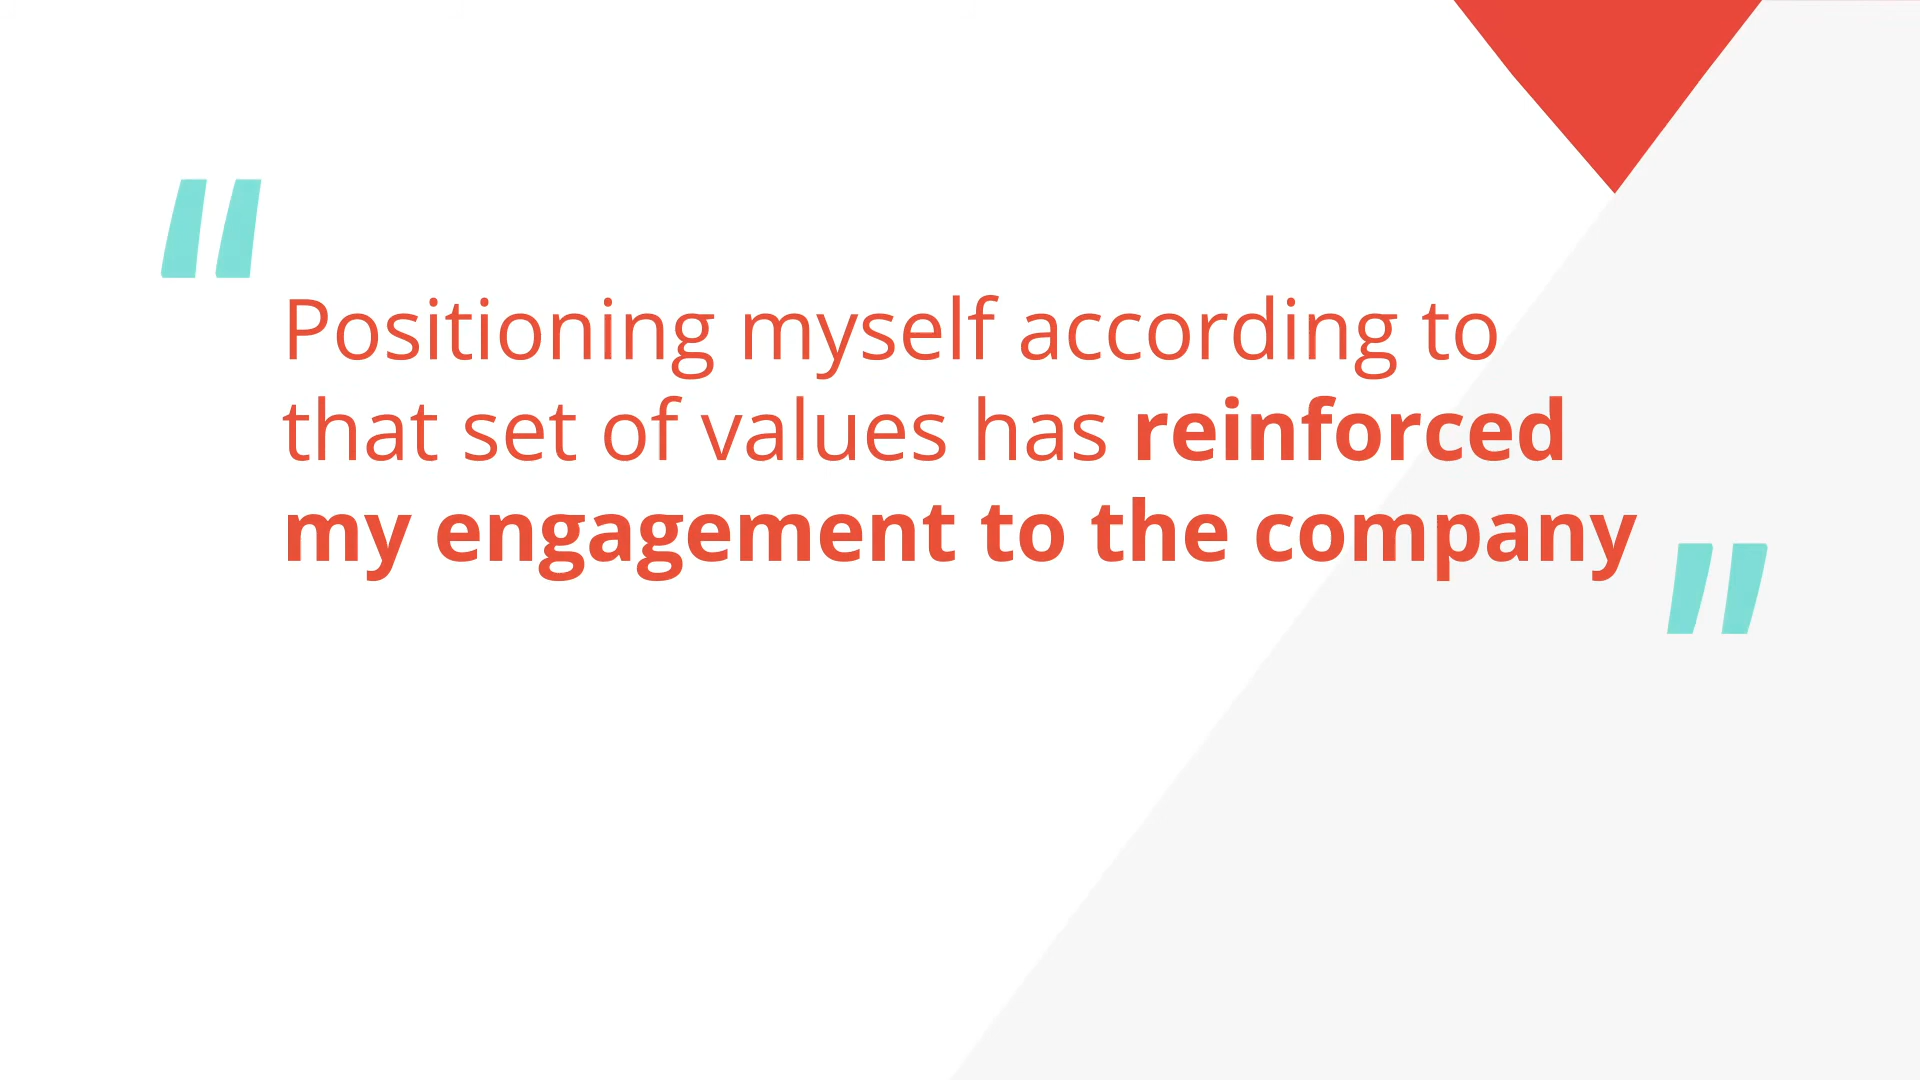 "Positioning myself according to
that set of values has reinforced
my engagement to the company"